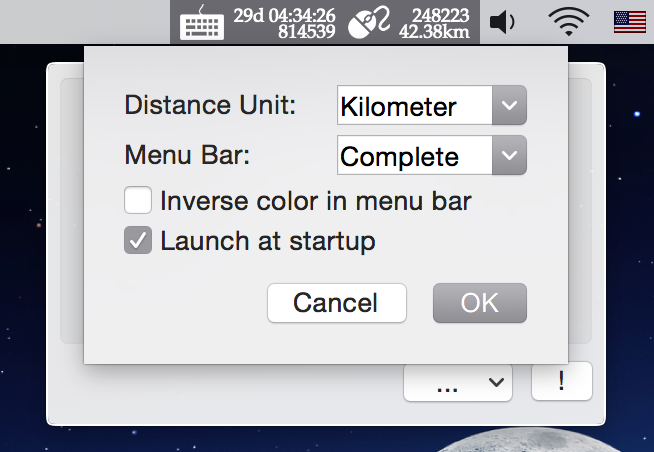 29d 04:34:26 248223
814539 42.38km
Distance Unit: Kilometer
Menu Bar: Complete
Inverse color in menu bar
Launch at startup
Cancel OK
... !